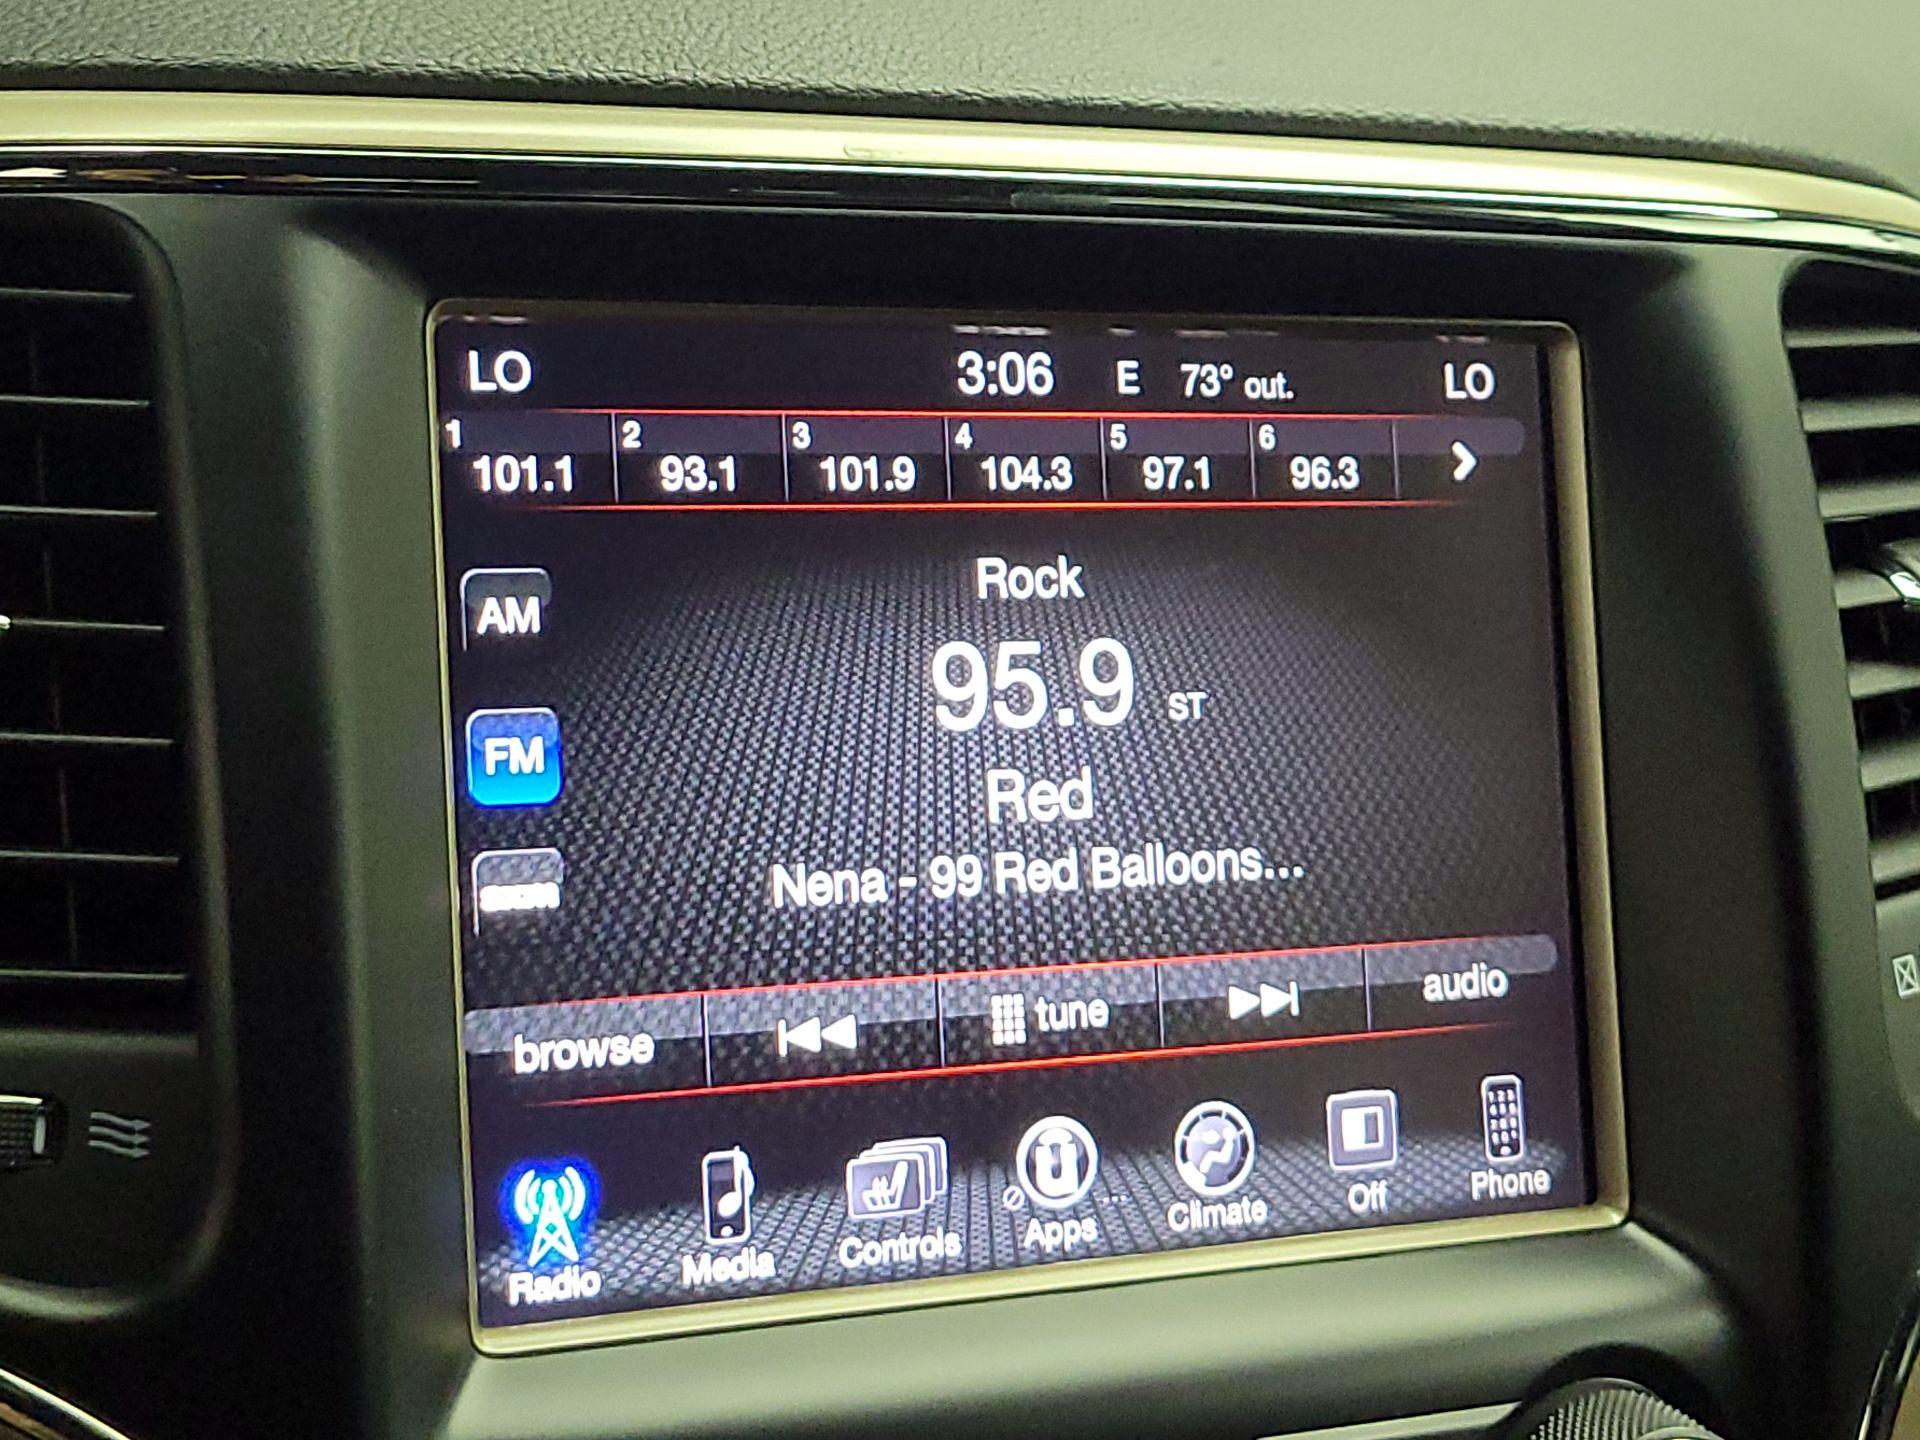 LO 3:06 E 73° out. LO
1 2 3 4 5 6
101.1 93.1 101.9 104.3 97.1 96.3
Rock
AM
95.9 ST
FM
Red
Nena - 99 Red Balloons...
browse tune audio
Radio Media Controls Apps Climate Off Phone